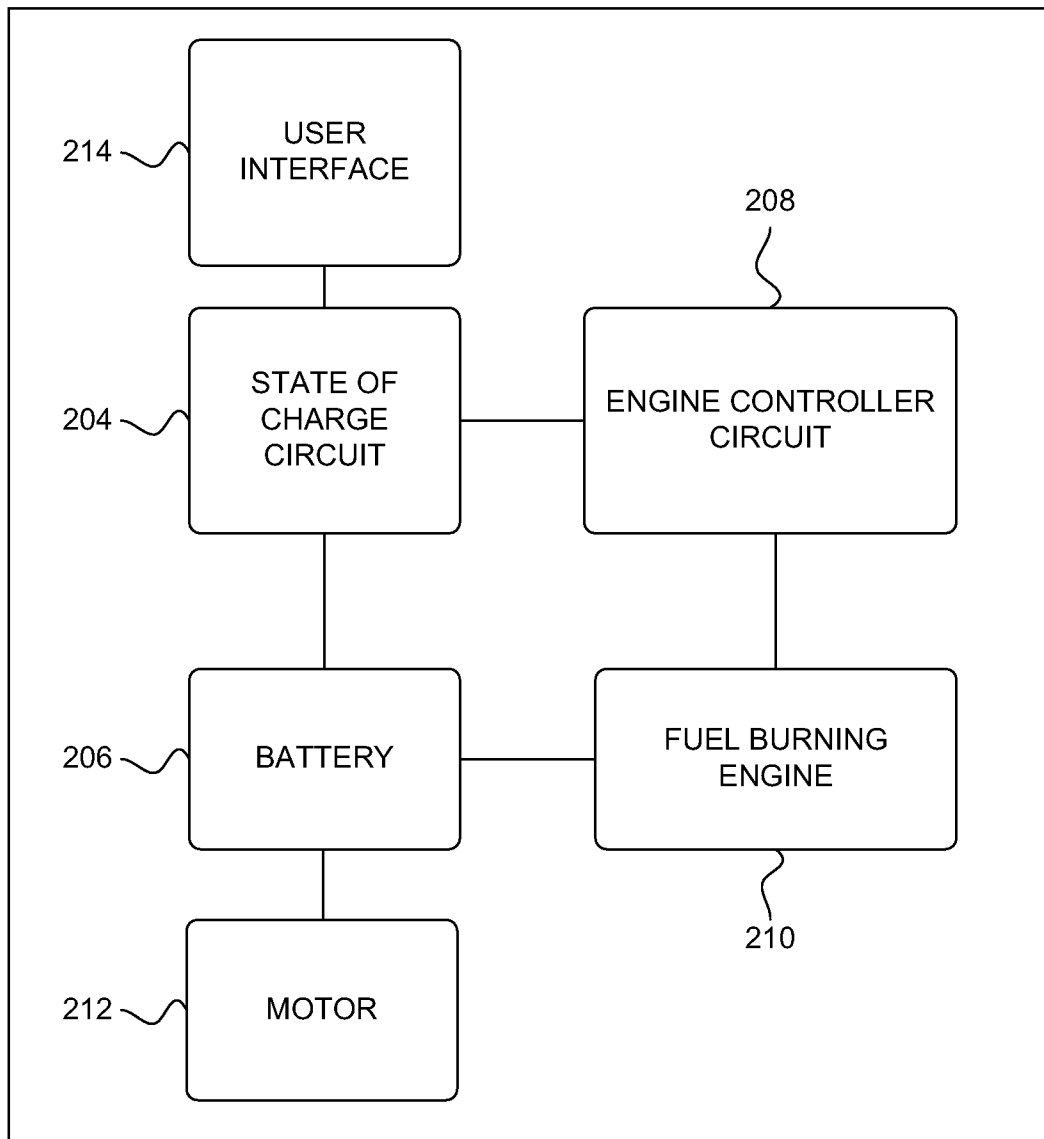 214
USER
INTERFACE
208
204
STATE OF
CHARGE
CIRCUIT
ENGINE CONTROLLER
CIRCUIT
206
BATTERY
FUEL BURNING
ENGINE
210
212
MOTOR